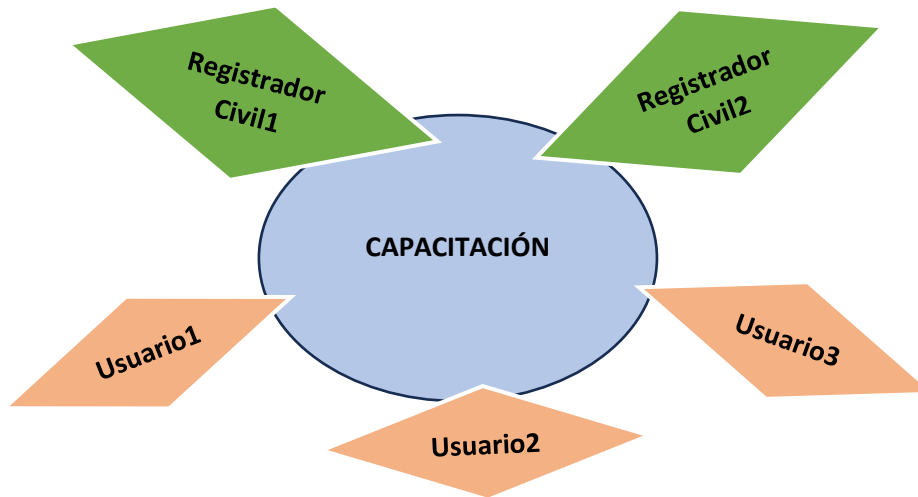 Registrador
Civil1
Registrador
Civil2
CAPACITACIÓN
Usuario1
Usuario3
Usuario2